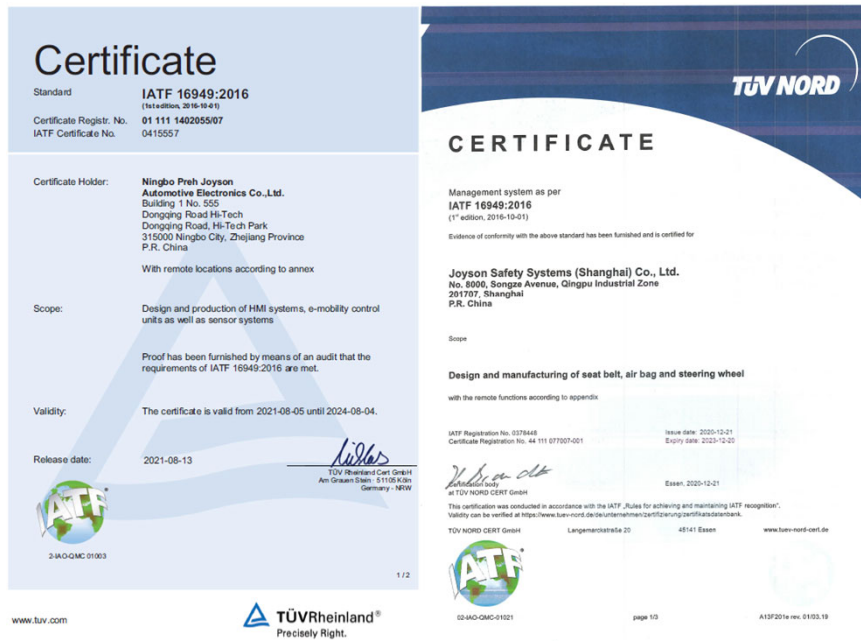 Certificate
Standard IATF 16949:2016
(1st edition, 2016-10-01)
Certificate Registr. No. 01 111 1402055/07
IATF Certificate No. 0415557
Certificate Holder: Ningbo Preh Joyson
Automotive Electronics Co.,Ltd.
Building 1 No. 555
Dongqing Road Hi-Tech
Dongqing Road, Hi-Tech Park
315000 Ningbo City, Zhejiang Province
P.R. China
With remote locations according to annex
Scope: Design and production of HMI systems, e-mobility control
units as well as sensor systems
Proof has been furnished by means of an audit that the
requirements of IATF 16949:2016 are met.
Validity: The certificate is valid from 2021-08-05 until 2024-08-04.
Release date: 2021-08-13
TÜV Rheinland Cert GmbH
Am Grauen Stein · 51105 Köln
Germany - NRW
IATF
2-IAO-QMC 01003
1 / 2
www.tuv.com
TÜVRheinland®
Precisely Right.
TÜV NORD
CERTIFICATE
Management system as per
IATF 16949:2016
(1st edition, 2016-10-01)
Evidence of conformity with the above standard has been furnished and is certified for
Joyson Safety Systems (Shanghai) Co., Ltd.
No. 8000, Songze Avenue, Qingpu Industrial Zone
201707, Shanghai
P.R. China
Scope
Design and manufacturing of seat belt, air bag and steering wheel
with the remote functions according to appendix
IATF Registration No. 0378448 Issue date: 2020-12-21
Certificate Registration No. 44 111 077007-001 Expiry date: 2023-12-20
Certification body Essen, 2020-12-21
at TÜV NORD CERT GmbH
This certification was conducted in accordance with the IATF „Rules for achieving and maintaining IATF recognition“.
Validity can be verified at https://www.tuev-nord.de/de/unternehmen/zertifizierung/zertifikatsdatenbank.
TÜV NORD CERT GmbH Langemarckstraße 20 45141 Essen www.tuev-nord-cert.de
IATF
02-IAO-QMC-01021 page 1/3 A13F201e rev. 01/03.19